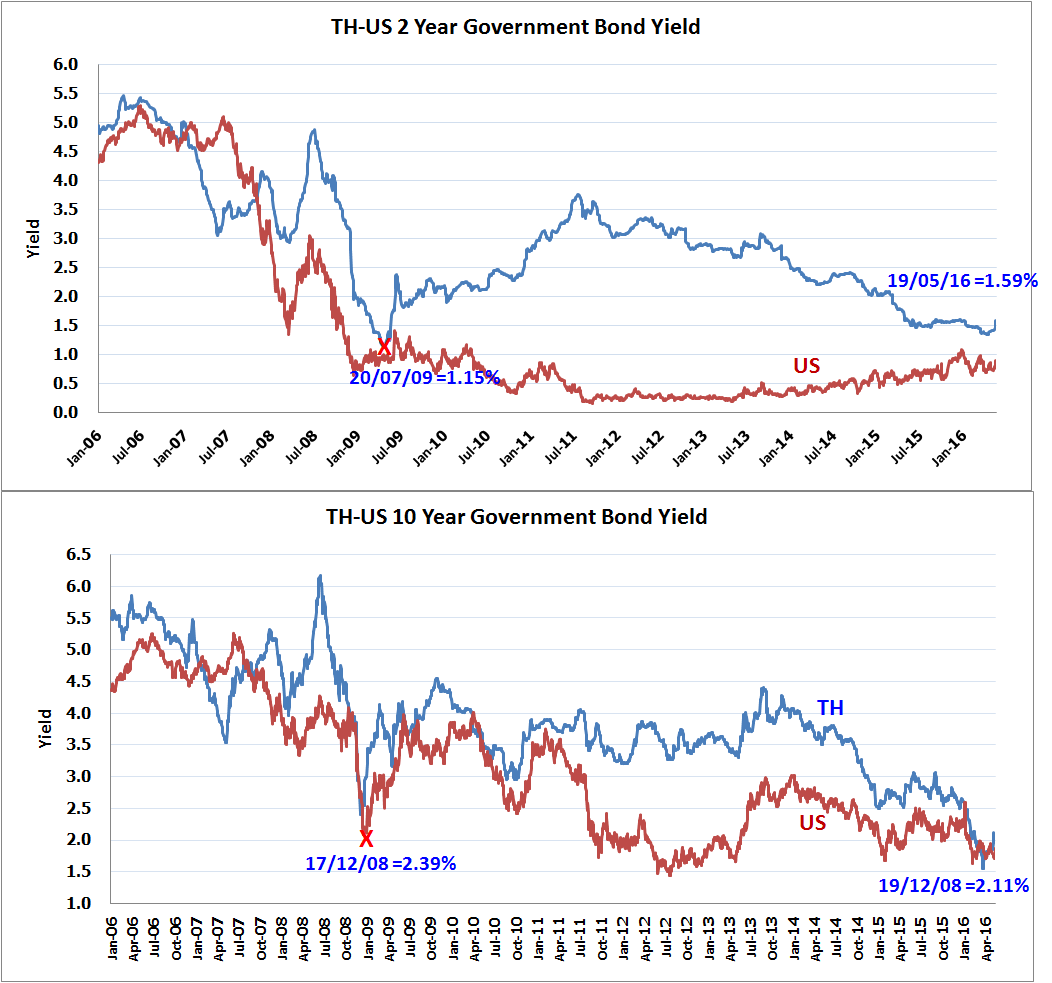 TH-US 2 Year Government Bond Yield
6.0
5.5
5.0
4.5
4.0
3.5
3.0
2.5
2.0
1.5
1.0
0.5
0.0
Yield
19/05/16 =1.59%
US
X
20/07/09 =1.15%
Jan-06
Jul-06
Jan-07
Jul-07
Jan-08
Jul-08
Jan-09
Jul-09
Jan-10
Jul-10
Jan-11
Jul-11
Jan-12
Jul-12
Jan-13
Jul-13
Jan-14
Jul-14
Jan-15
Jul-15
Jan-16
TH-US 10 Year Government Bond Yield
6.5
6.0
5.5
5.0
4.5
4.0
3.5
3.0
2.5
2.0
1.5
1.0
Yield
TH
US
X
17/12/08 =2.39%
19/12/08 =2.11%
Jan-06
Apr-06
Jul-06
Oct-06
Jan-07
Apr-07
Jul-07
Oct-07
Jan-08
Apr-08
Jul-08
Oct-08
Jan-09
Apr-09
Jul-09
Oct-09
Jan-10
Apr-10
Jul-10
Oct-10
Jan-11
Apr-11
Jul-11
Oct-11
Jan-12
Apr-12
Jul-12
Oct-12
Jan-13
Apr-13
Jul-13
Oct-13
Jan-14
Apr-14
Jul-14
Oct-14
Jan-15
Apr-15
Jul-15
Oct-15
Jan-16
Apr-16